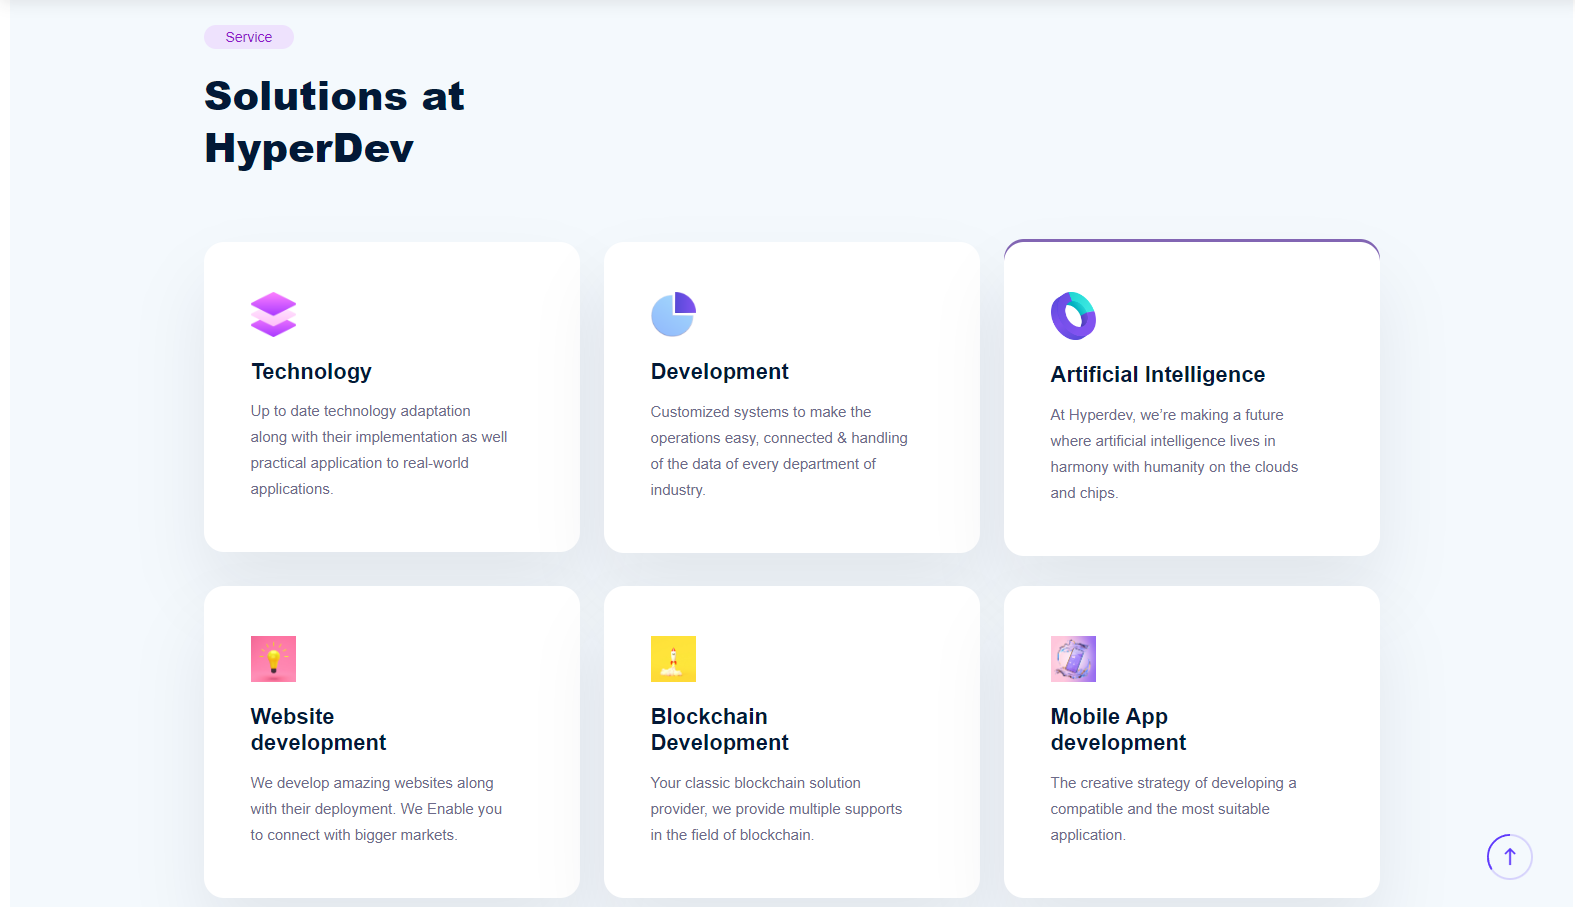 Service
Solutions at
HyperDev
Technology
Up to date technology adaptation
along with their implementation as well
practical application to real-world
applications.
Development
Customized systems to make the
operations easy, connected & handling
of the data of every department of
industry.
Artificial Intelligence
At Hyperdev, we’re making a future
where artificial intelligence lives in
harmony with humanity on the clouds
and chips.
Website
development
We develop amazing websites along
with their deployment. We Enable you
to connect with bigger markets.
Blockchain
Development
Your classic blockchain solution
provider, we provide multiple supports
in the field of blockchain.
Mobile App
development
The creative strategy of developing a
compatible and the most suitable
application.